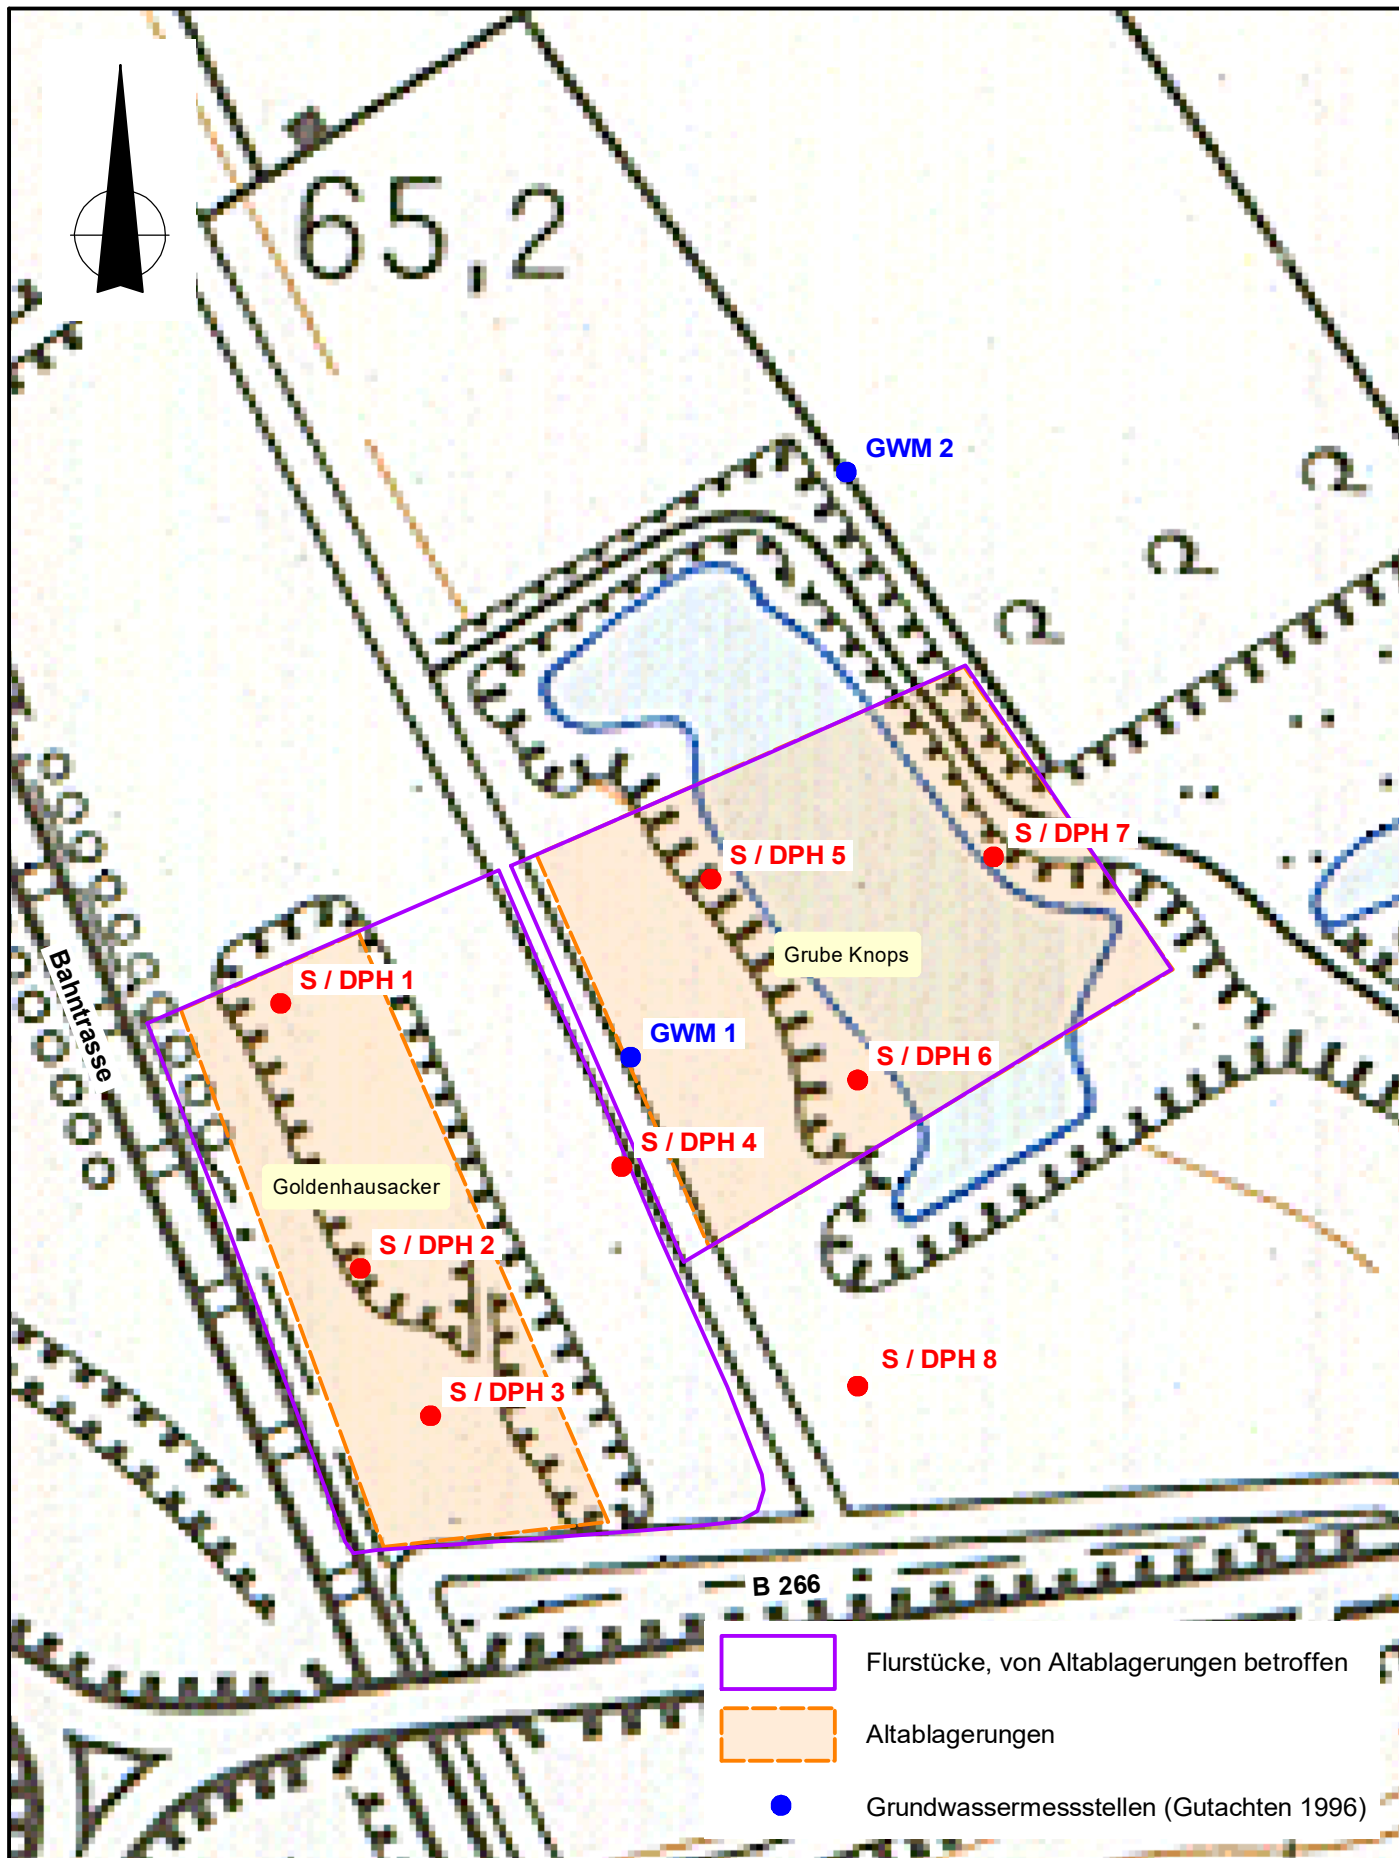 65,2
GWM 2
S / DPH 7
S / DPH 5
Grube Knops
S / DPH 1
Bahntrasse
GWM 1
S / DPH 6
S / DPH 4
Goldenhausacker
S / DPH 2
S / DPH 8
S / DPH 3
B 266
Flurstücke, von Altablagerungen betroffen
Altablagerungen
Grundwassermessstellen (Gutachten 1996)